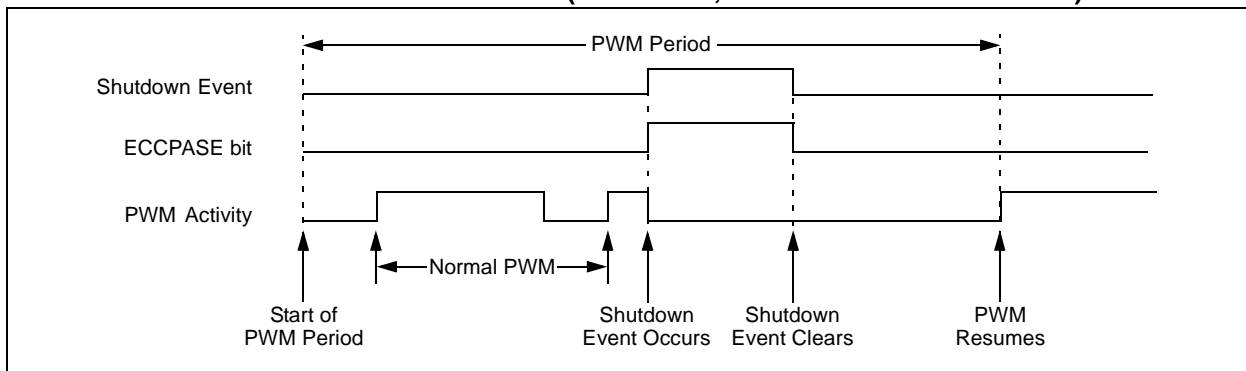 PWM Period
Shutdown Event
ECCPASE bit
PWM Activity
Normal PWM
Start of
PWM Period
Shutdown
Event Occurs
Shutdown
Event Clears
PWM
Resumes